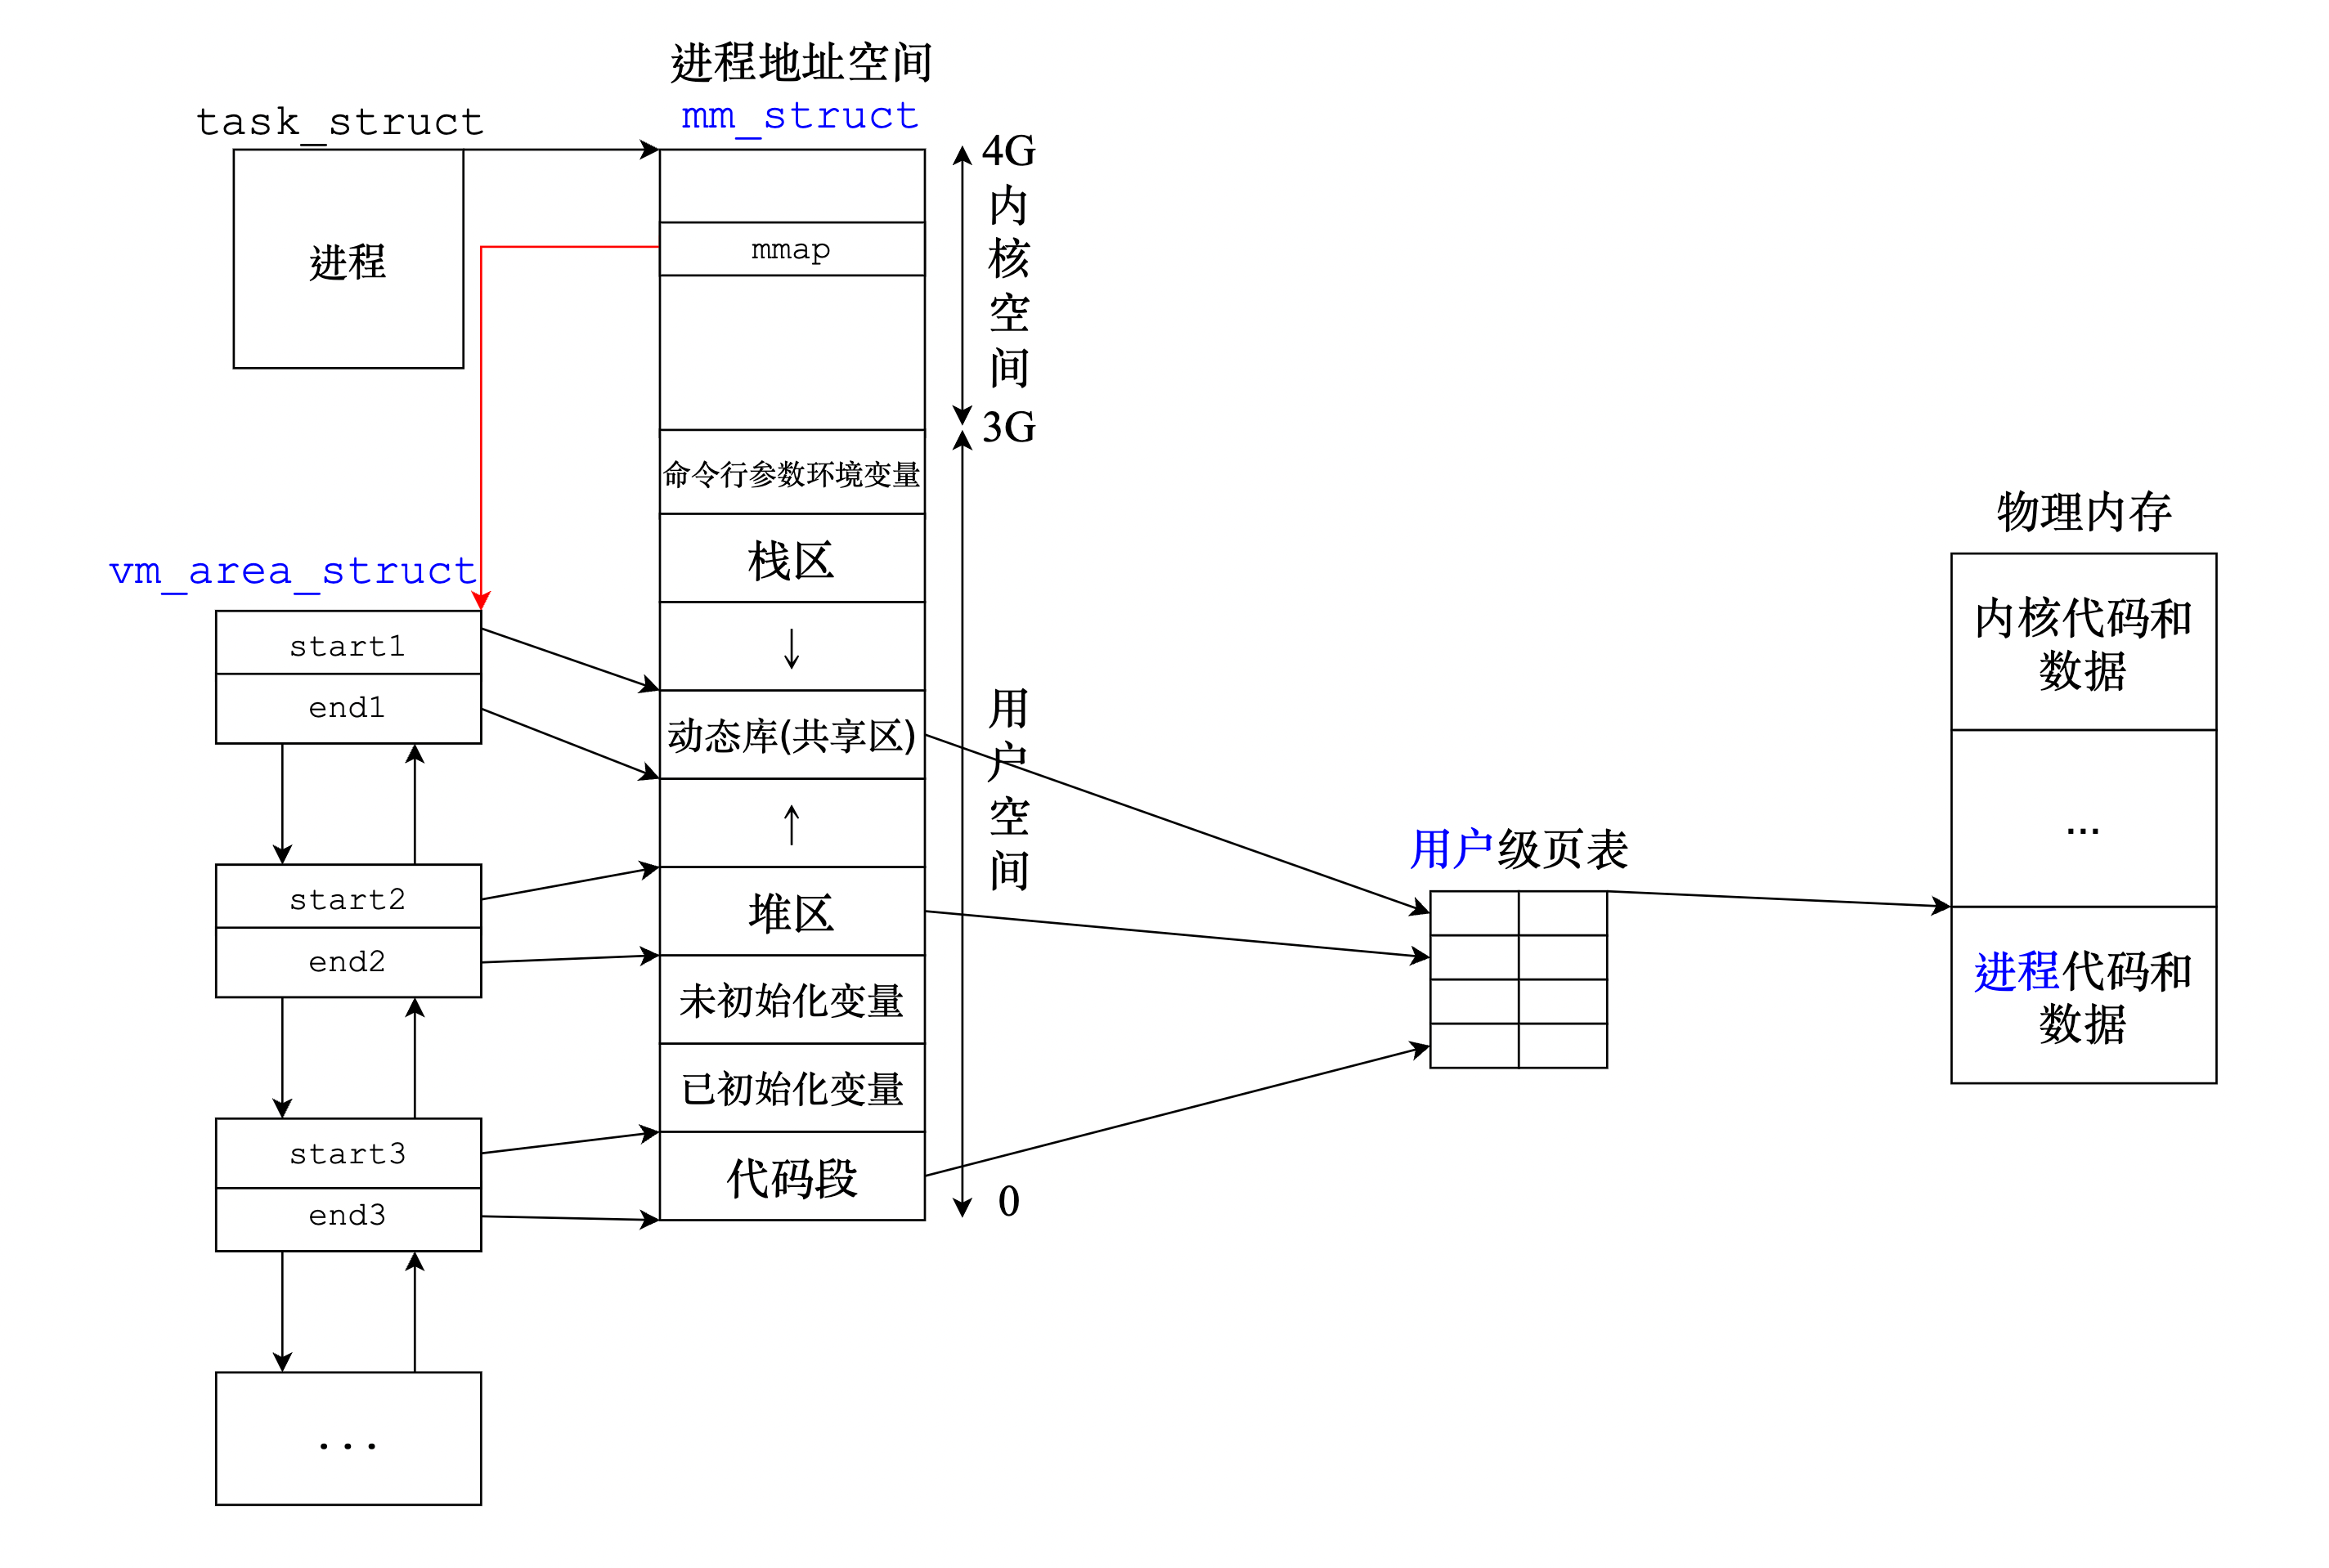 进程地址空间
mm_struct
task_struct
进程
mmap
4G
内核空间
3G
命令行参数环境变量
栈区
↓
动态库(共享区)
↑
堆区
未初始化变量
已初始化变量
代码段
用户空间
0
vm_area_struct
start1
end1
start2
end2
start3
end3
...
用户级页表
物理内存
内核代码和
数据
...
进程代码和
数据